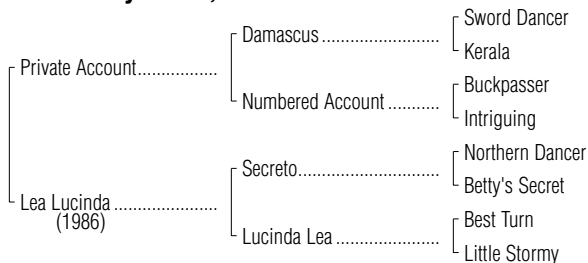 Sword Dancer
Damascus
Kerala
Private Account
Buckpasser
Numbered Account
Intriguing
Northern Dancer
Secreto
Betty's Secret
Lea Lucinda
(1986)
Best Turn
Lucinda Lea
Little Stormy